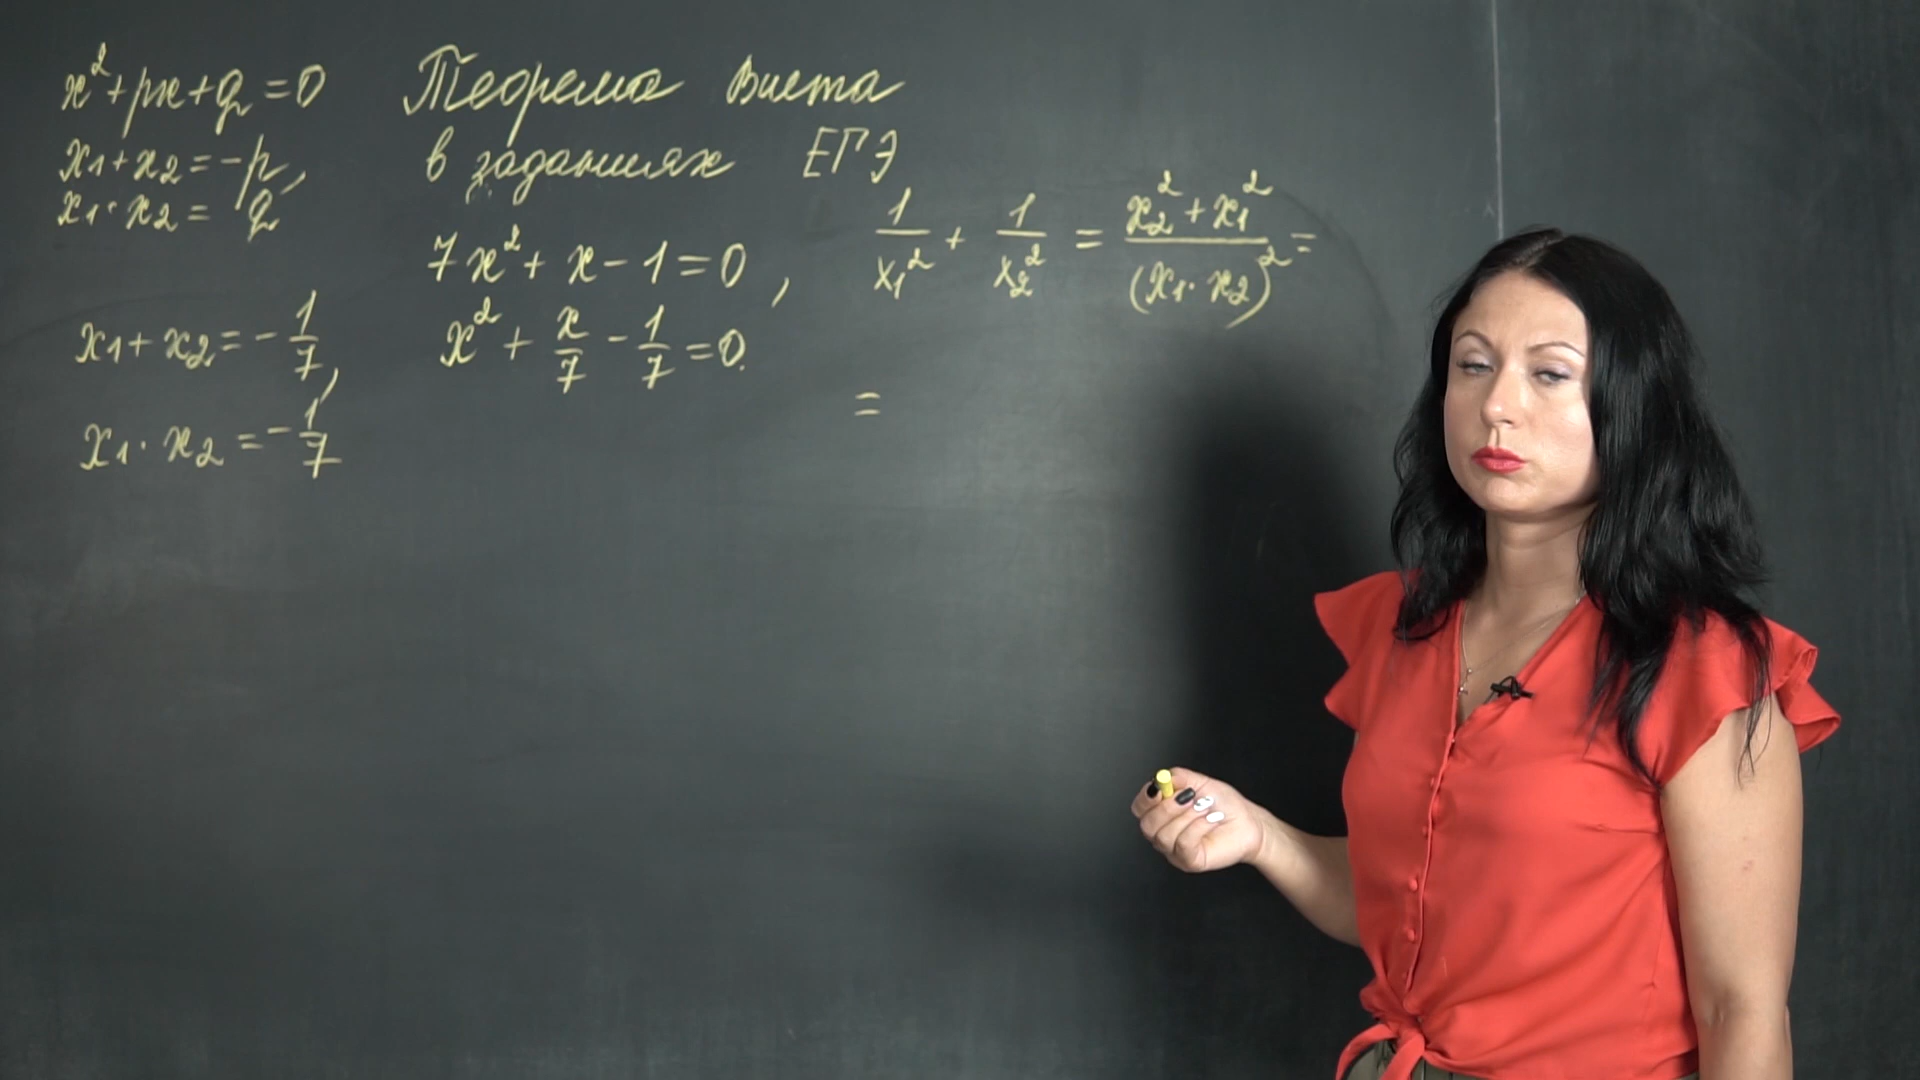 x² + px + q = 0
x₁ + x₂ = -p,
x₁ · x₂ = q
Теорема Виета
в заданиях ЕГЭ
7x² + x - 1 = 0, 1/x₁² + 1/x₂² = (x₂² + x₁²)/(x₁ · x₂)² =
x² + x/7 - 1/7 = 0.
=
x₁ + x₂ = -1/7,
x₁ · x₂ = -1/7